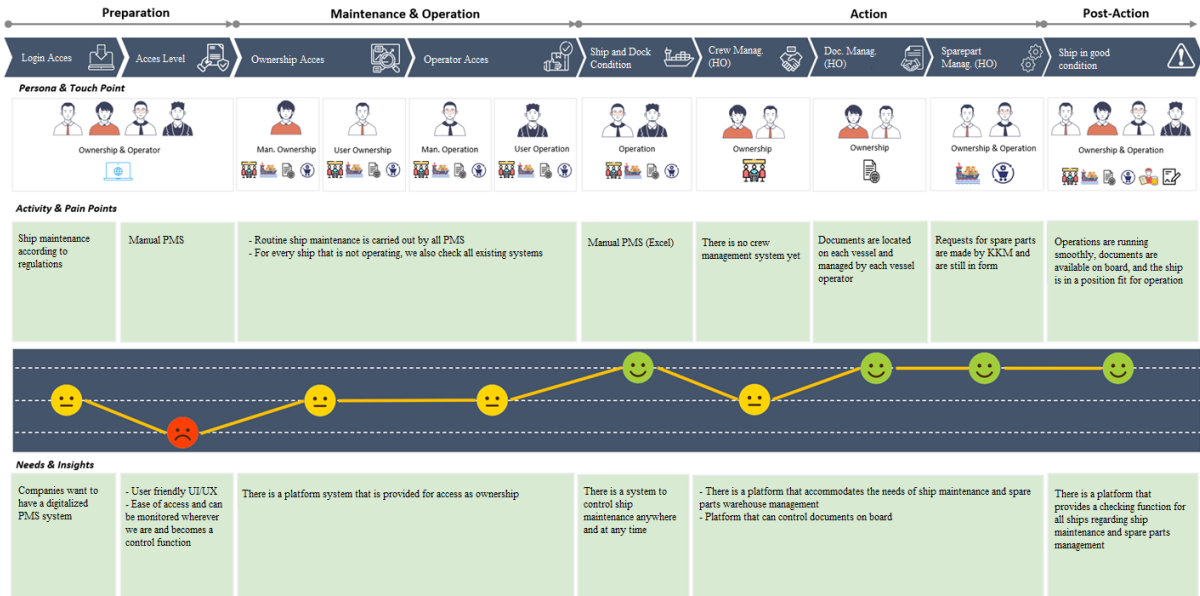 Preparation
Maintenance & Operation
Action
Post-Action
Login Acces
Acces Level
Ownership Acces
Operator Acces
Ship and Dock
Condition
Crew Manag.
(HO)
Doc. Manag.
(HO)
Sparepart
Manag. (HO)
Ship in good
condition
Persona & Touch Point
Ownership & Operator
Man. Ownership
User Ownership
Man. Operation
User Operation
Operation
Ownership
Ownership
Ownership & Operation
Ownership & Operation
Activity & Pain Points
Ship maintenance
according to
regulations
Manual PMS
- Routine ship maintenance is carried out by all PMS
- For every ship that is not operating, we also check all existing systems
Manual PMS (Excel)
There is no crew
management system yet
Documents are located
on each vessel and
managed by each vessel
operator
Requests for spare parts
are made by KKM and
are still in form
Operations are running
smoothly, documents are
available on board, and the ship
is in a position fit for operation
Needs & Insights
Companies want to
have a digitalized
PMS system
- User friendly UI/UX
- Ease of access and can
be monitored wherever
we are and becomes a
control function
There is a platform system that is provided for access as ownership
There is a system to
control ship
maintenance anywhere
and at any time
- There is a platform that accommodates the needs of ship maintenance and spare
parts warehouse management
- Platform that can control documents on board
There is a platform that
provides a checking function for
all ships regarding ship
maintenance and spare parts
management